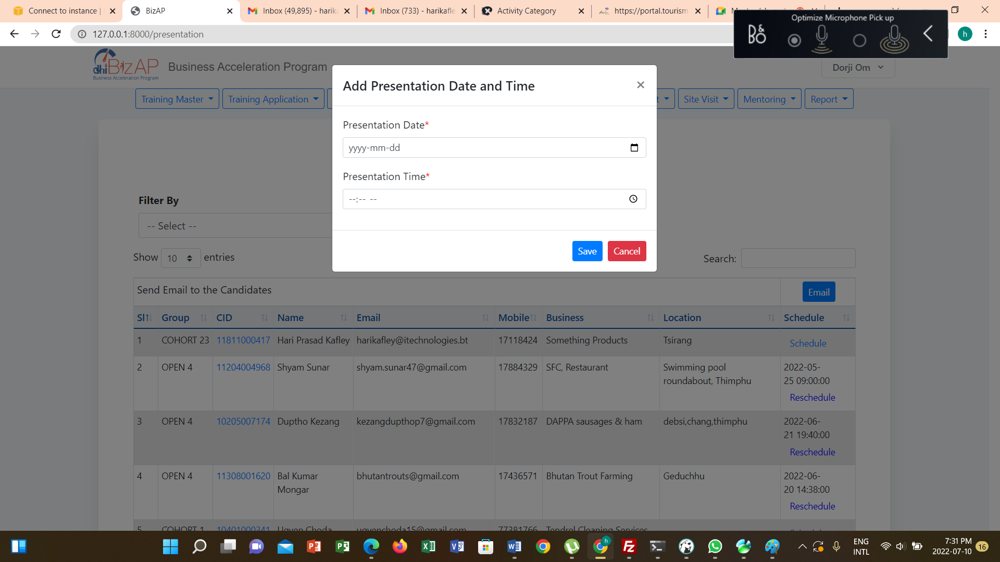 Connect to instance |
BizAP
Inbox (49,895) - harika
Inbox (733) - harikafle
Activity Category
https://portal.tourism.
Optimize Microphone Pick up
B&O
127.0.0.1:8000/presentation
h
dhi BizAP
Business Acceleration Program
Business Acceleration Program
Dorji Om
Training Master
Training Application
t
Site Visit
Mentoring
Report
Add Presentation Date and Time
Presentation Date*
yyyy-mm-dd
Presentation Time*
--:-- --
Save
Cancel
Filter By
-- Select --
Show 10 entries
Search:
Send Email to the Candidates
Email
Sl Group CID Name Email Mobile Business Location Schedule
1 COHORT 23 11811000417 Hari Prasad Kafley harikafley@itechnologies.bt 17118424 Something Products Tsirang Schedule
2 OPEN 4 11204004968 Shyam Sunar shyam.sunar47@gmail.com 17884329 SFC, Restaurant Swimming pool 2022-05-
roundabout, Thimphu 25 09:00:00
Reschedule
3 OPEN 4 10205007174 Duptho Kezang kezangdupthop7@gmail.com 17832187 DAPPA sausages & ham debsi,chang,thimphu 2022-06-
21 19:40:00
Reschedule
4 OPEN 4 11308001620 Bal Kumar bhutantrouts@gmail.com 17436571 Bhutan Trout Farming Geduchhu 2022-06-
Mongar 20 14:38:00
Reschedule
5 COHORT 1 10401000341 Ugyen Choda ugyenchoda15@gmail.com 77381766 Tendrel Cleaning Services
ENG
INTL
7:31 PM
2022-07-10
16